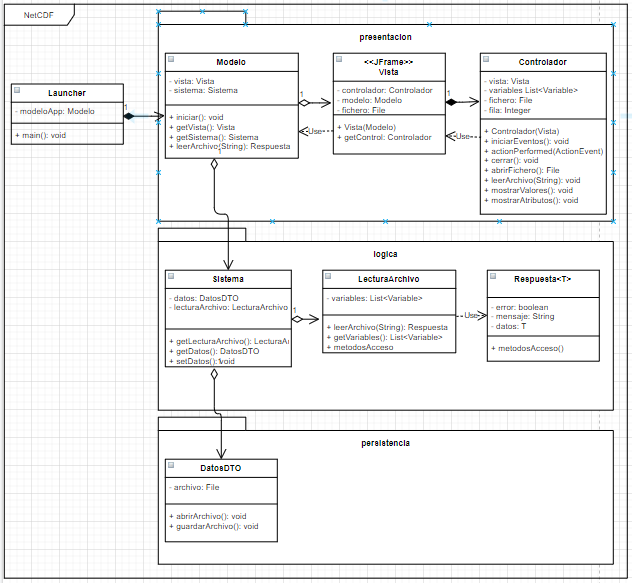 NetCDF
presentacion
Launcher
- modeloApp: Modelo
+ main(): void
1
Modelo
- vista: Vista
- sistema: Sistema
+ iniciar(): void
+ getVista(): Vista
+ getSistema(): Sistema
+ leerArchivo(String): Respuesta
1
1
Use
<<JFrame>>
Vista
- controlador: Controlador
- modelo: Modelo
- fichero: File
+ Vista(Modelo)
+ getControl: Controlador
1
Use
Controlador
- vista: Vista
- variables List<Variable>
- fichero: File
- fila: Integer
+ Controlador(Vista)
+ iniciarEventos(): void
+ actionPerformed(ActionEvent)
+ cerrar(): void
+ abrirFichero(): File
+ leerArchivo(String): void
+ mostrarValores(): void
+ mostrarAtributos(): void
logica
Sistema
- datos: DatosDTO
- lecturaArchivo: LecturaArchivo
+ getLecturaArchivo(): LecturaAr
+ getDatos(): DatosDTO
+ setDatos(): void
1
1
LecturaArchivo
- variables: List<Variable>
+ leerArchivo(String): Respuesta
+ getVariables(): List<Variable>
+ metodosAcceso
Use
Respuesta<T>
- error: boolean
- mensaje: String
- datos: T
+ metodosAcceso()
persistencia
DatosDTO
- archivo: File
+ abrirArchivo(): void
+ guardarArchivo(): void